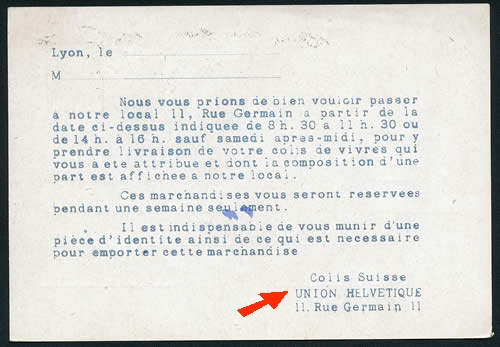 Lyon, le
M
Nous vous prions de bien vouloir passer
à notre local 11, Rue Germain à partir de la
date ci-dessus indiquée de 8 h. 30 à 11 h. 30 ou
de 14 h. à 16 h. sauf samedi après-midi, pour y
prendre livraison de votre colis de vivres qui
vous a été attribué et dont la composition d'une
part est affichée à notre local.
Ces marchandises vous seront reservées
pendant une semaine seulement.
Il est indispensable de vous munir d'une
pièce d'identité ainsi de ce qui est necessaire
pour emporter cette marchandise
Colis Suisse
UNION HELVETIQUE
11. Rue Germain 11